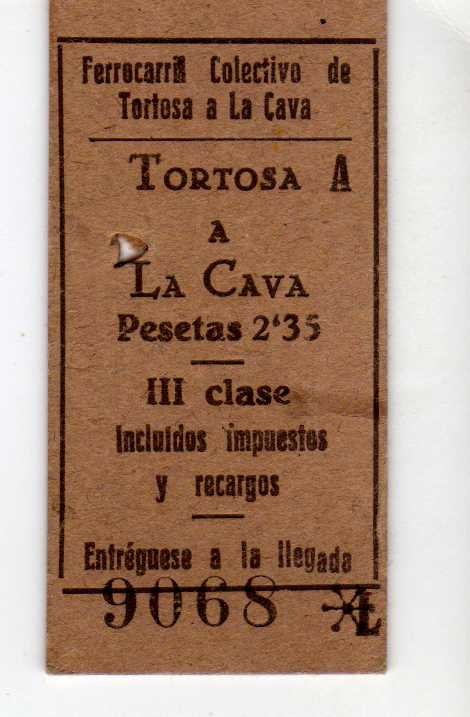 Ferrocarril Colectivo de
Tortosa a La Cava
TORTOSA A
A
LA CAVA
Pesetas 2'35
III clase
Incluídos impuestos
y recargos
Entréguese a la llegada
9068 L